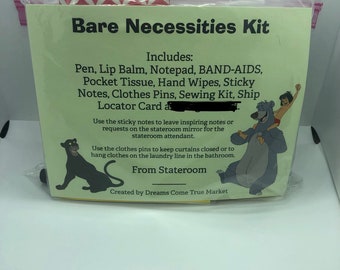 Bare Necessities Kit
Includes:
Pen, Lip Balm, Notepad, BAND-AIDS,
Pocket Tissue, Hand Wipes, Sticky
Notes, Clothes Pins, Sewing Kit, Ship
Locator Card
Use the sticky notes to leave inspiring notes or
requests on the stateroom mirror for the
stateroom attendant.
Use the clothes pins to keep curtains closed or to
hang clothes on the laundry line in the bathroom.
From Stateroom
Created by Dreams Come True Market